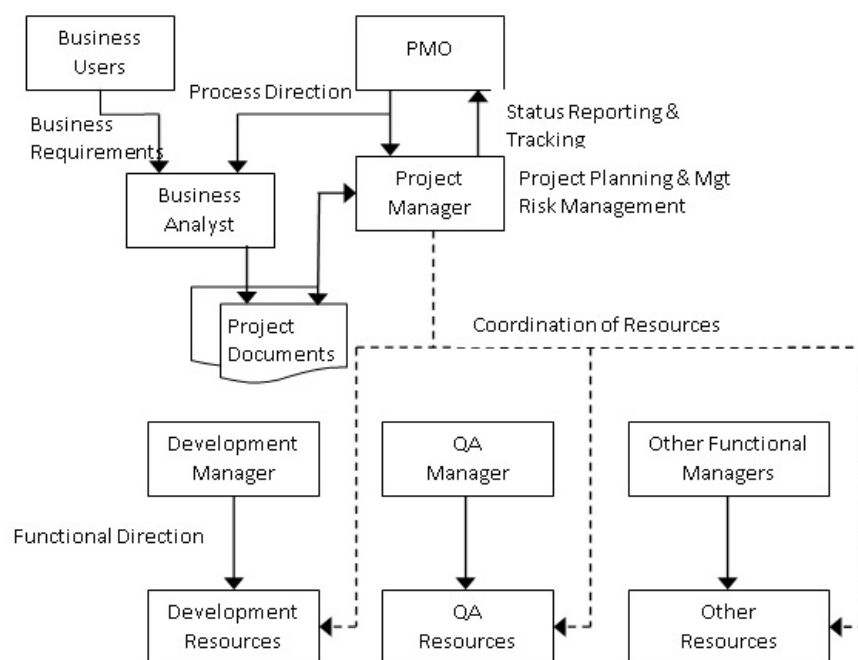 Business
Users
PMO
Process Direction
Business
Requirements
Status Reporting &
Tracking
Business
Analyst
Project
Manager
Project Planning & Mgt
Risk Management
Project
Documents
Coordination of Resources
Development
Manager
QA
Manager
Other Functional
Managers
Functional Direction
Development
Resources
QA
Resources
Other
Resources